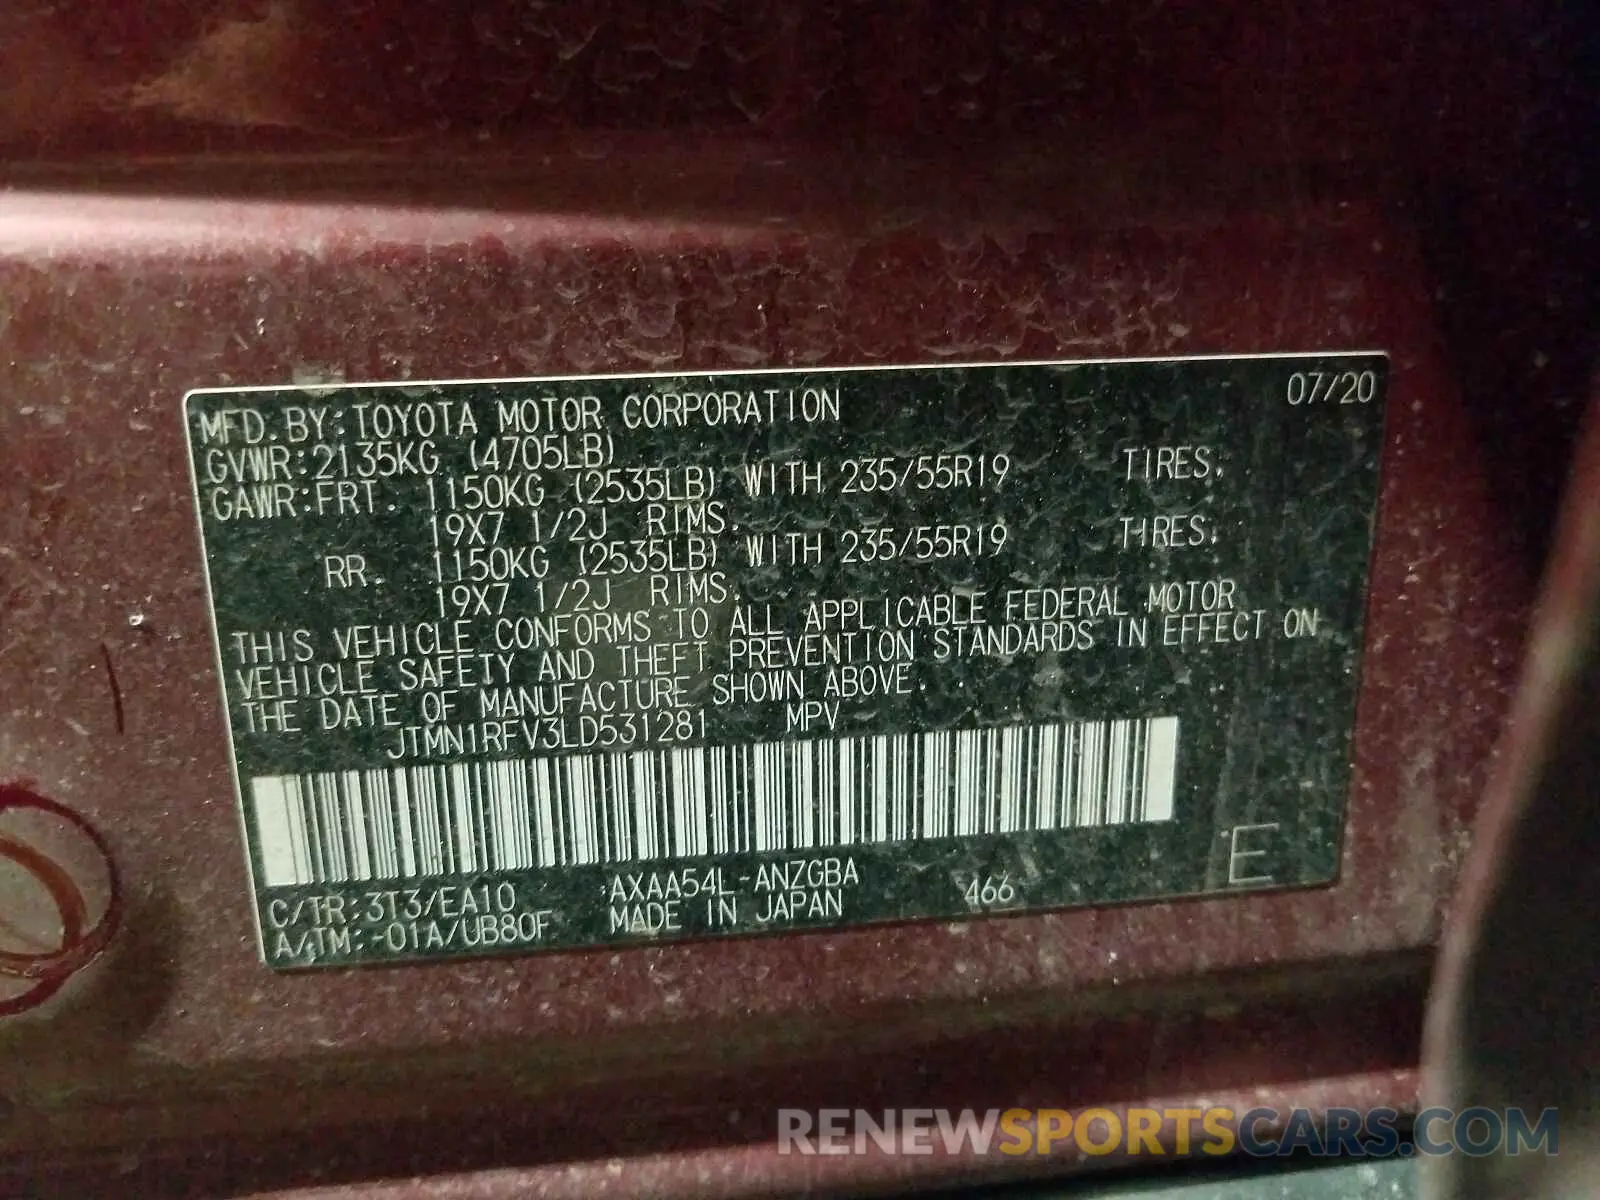 07/20
MFD. BY: TOYOTA MOTOR CORPORATION
GVWR: 2135KG (4705LB)
GAWR: FRT. 1150KG (2535LB) WITH 235/55R19 TIRES,
19X7 1/2J RIMS.
RR. 1150KG (2535LB) WITH 235/55R19 TIRES,
19X7 1/2J RIMS.
THIS VEHICLE CONFORMS TO ALL APPLICABLE FEDERAL MOTOR
VEHICLE SAFETY AND THEFT PREVENTION STANDARDS IN EFFECT ON
THE DATE OF MANUFACTURE SHOWN ABOVE.
JTMN1RFV3LD531281 MPV
C/TR: 3T3/EA10 AXAA54L-ANZGBA 466 E
A/TM: -01A/UB80F MADE IN JAPAN
RENEWSPORTSCARS.COM